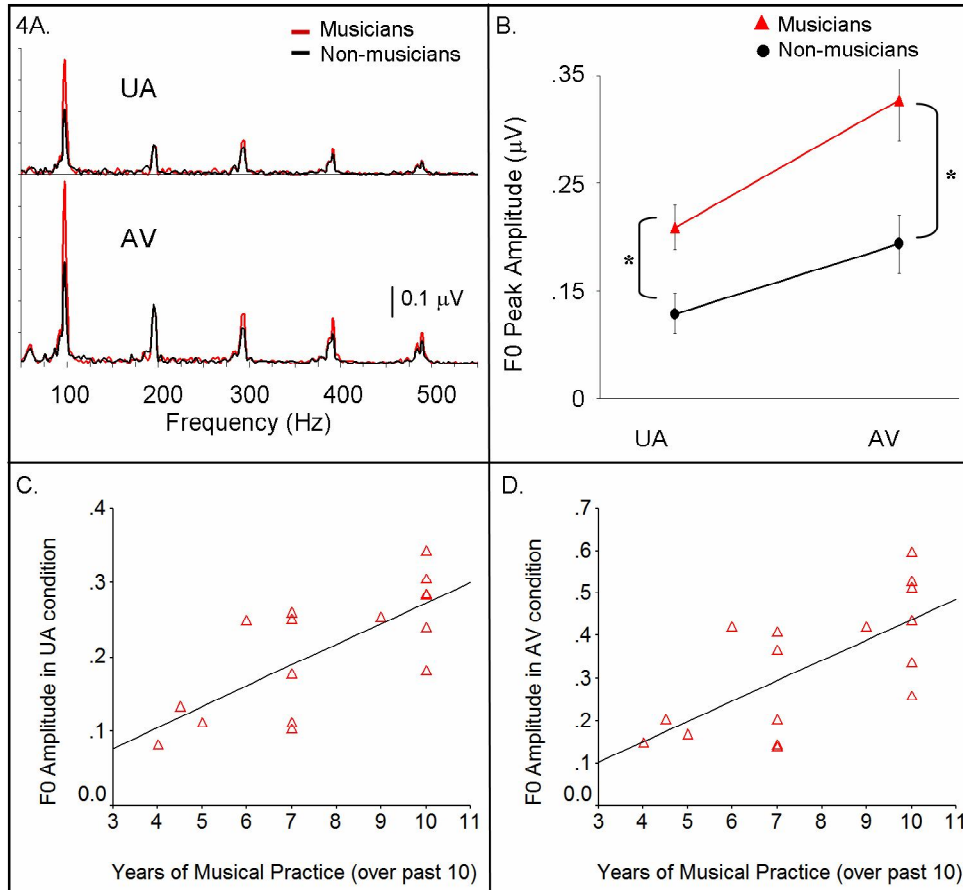 4A.
Musicians
Non-musicians
UA
AV
0.1 μV
100 200 300 400 500
Frequency (Hz)
B.
Musicians
Non-musicians
F0 Peak Amplitude (μV)
.35
.25
.15
0
*
*
UA AV
C.
F0 Amplitude in UA condition
.4
.3
.2
.1
0.0
3 4 5 6 7 8 9 10 11
Years of Musical Practice (over past 10)
D.
F0 Amplitude in AV condition
.7
.6
.5
.4
.3
.2
.1
0.0
3 4 5 6 7 8 9 10 11
Years of Musical Practice (over past 10)